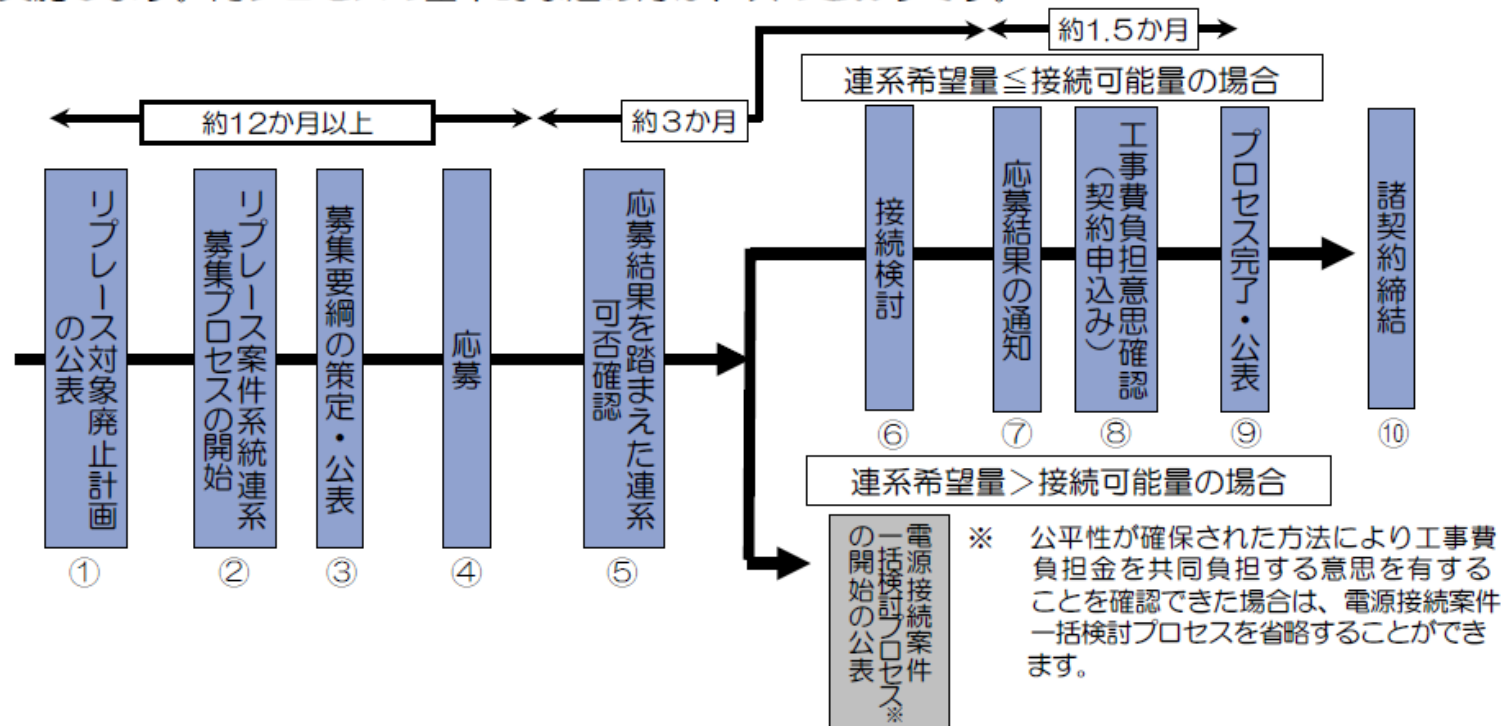 約1.5か月
連系希望量≦接続可能量の場合
約12か月以上
約3か月
リプレース対象廃止計画
の公表
①
リプレース案件系統連系
募集プロセスの開始
②
募集要綱の策定・公表
③
応募
④
応募結果を踏まえた連系
可否確認
⑤
接続検討
⑥
応募結果の通知
⑦
工事費負担意思確認
（契約申込み）
⑧
プロセス完了・公表
⑨
諸契約締結
⑩
連系希望量＞接続可能量の場合
電源接続案件
一括検討プロセス※
の開始の公表
※ 公平性が確保された方法により工事費
負担金を共同負担する意思を有する
ことを確認できた場合は、電源接続案件
一括検討プロセスを省略することができ
ます。